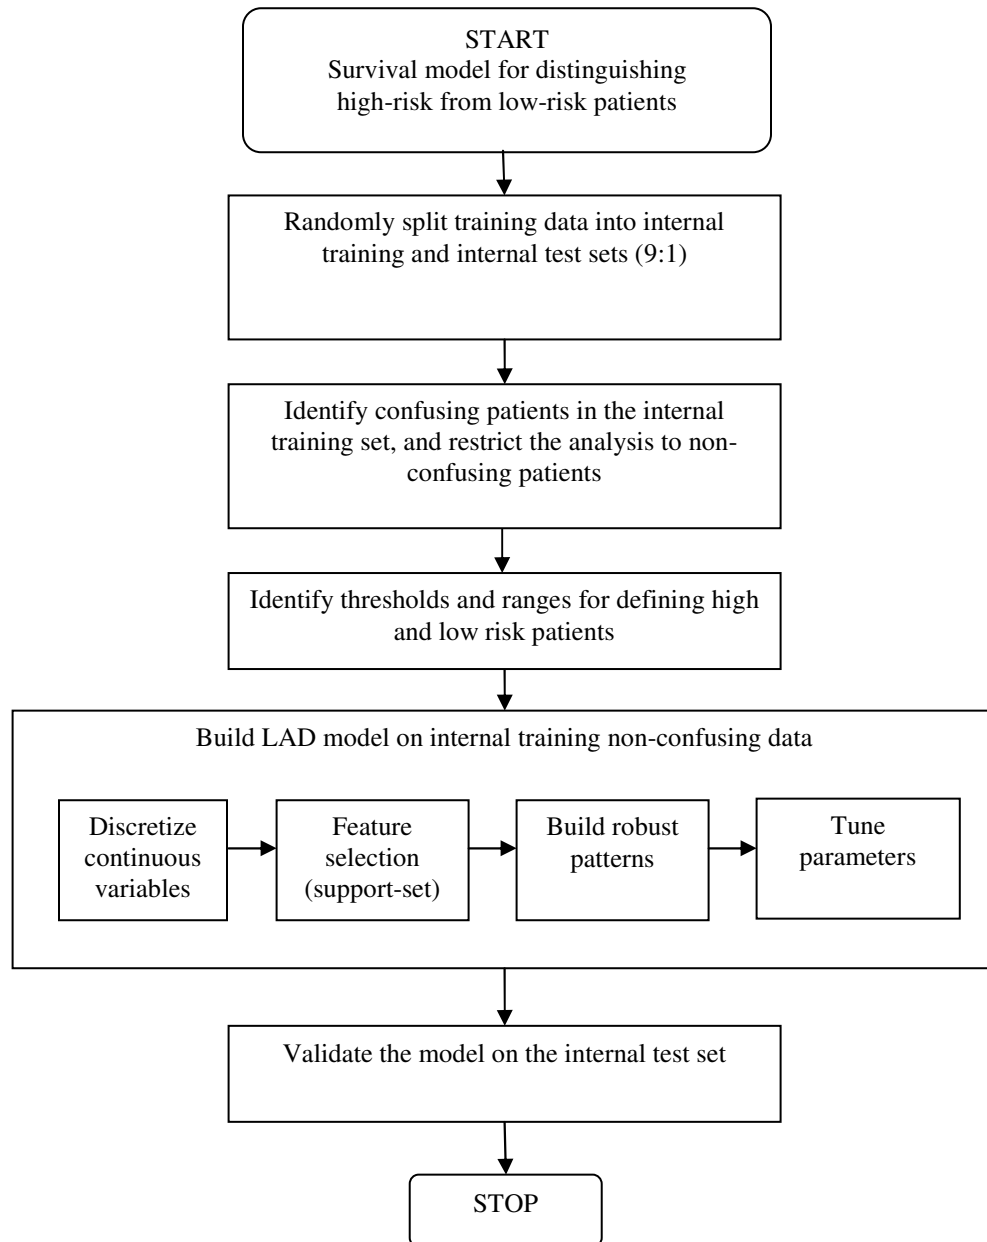 START
Survival model for distinguishing
high-risk from low-risk patients
Randomly split training data into internal
training and internal test sets (9:1)
Identify confusing patients in the internal
training set, and restrict the analysis to non-
confusing patients
Identify thresholds and ranges for defining high
and low risk patients
Build LAD model on internal training non-confusing data
Discretize
continuous
variables
Feature
selection
(support-set)
Build robust
patterns
Tune
parameters
Validate the model on the internal test set
STOP